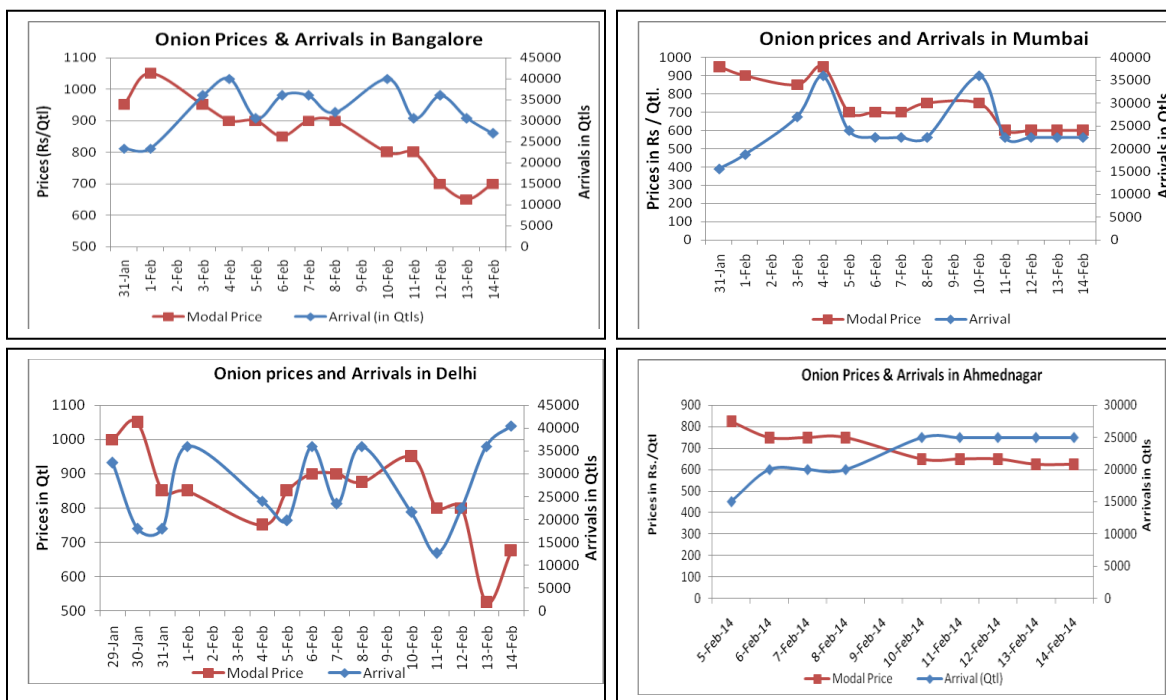 Onion Prices & Arrivals in Bangalore
Prices (Rs/Qtl)
1100
1000
900
800
700
600
500
45000
40000
35000
30000
25000
20000
15000
10000
5000
0
Arrivals in Qtls
31-Jan
1-Feb
2-Feb
3-Feb
4-Feb
5-Feb
6-Feb
7-Feb
8-Feb
9-Feb
10-Feb
11-Feb
12-Feb
13-Feb
14-Feb
Modal Price
Arrival (in Qtls)
Onion prices and Arrivals in Mumbai
Prices in Rs / Qtl.
1000
900
800
700
600
500
400
300
200
100
0
40000
35000
30000
25000
20000
15000
10000
5000
0
Arrivals in Qtls
31-Jan
1-Feb
2-Feb
3-Feb
4-Feb
5-Feb
6-Feb
7-Feb
8-Feb
9-Feb
10-Feb
11-Feb
12-Feb
13-Feb
14-Feb
Modal Price
Arrival
Onion prices and Arrivals in Delhi
Prices in Qtl
1100
1000
900
800
700
600
500
45000
40000
35000
30000
25000
20000
15000
10000
5000
0
Arrivals in Qtls
29-Jan
30-Jan
31-Jan
1-Feb
2-Feb
3-Feb
4-Feb
5-Feb
6-Feb
7-Feb
8-Feb
9-Feb
10-Feb
11-Feb
12-Feb
13-Feb
14-Feb
Modal Price
Arrival
Onion Prices & Arrivals in Ahmednagar
Prices in Rs./Qtl
900
800
700
600
500
400
300
200
100
0
30000
25000
20000
15000
10000
5000
0
Arrivals in Qtls
5-Feb-14
6-Feb-14
7-Feb-14
8-Feb-14
9-Feb-14
10-Feb-14
11-Feb-14
12-Feb-14
13-Feb-14
14-Feb-14
Modal Price
Arrival (Qtl)